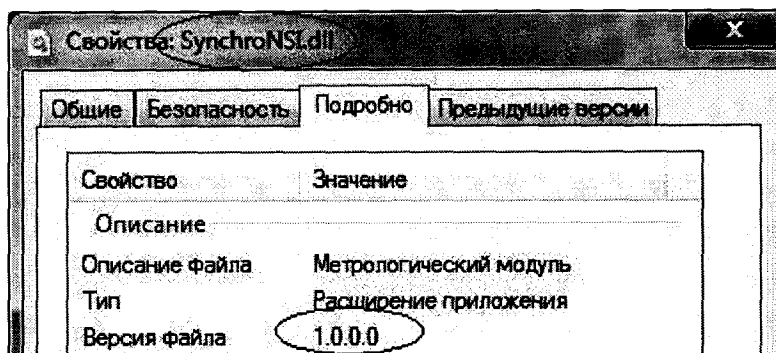 Свойства: SynchroNSI.dll
x
Общие Безопасность Подробно Предыдущие версии
Свойство Значение
Описание
Описание файла Метрологический модуль
Тип Расширение приложения
Версия файла 1.0.0.0